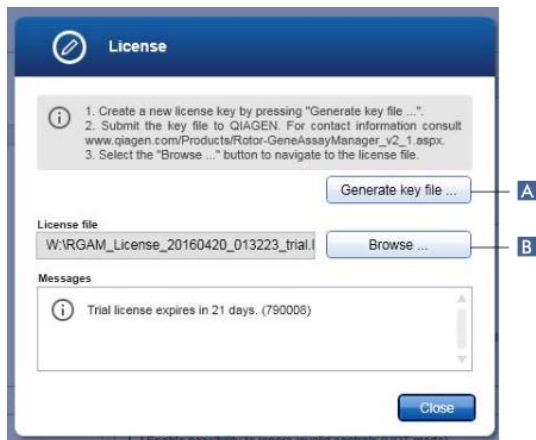 License
1. Create a new license key by pressing "Generate key file ...".
2. Submit the key file to QIAGEN. For contact information consult
www.qiagen.com/Products/Rotor-GeneAssayManager_v2_1.aspx.
3. Select the "Browse ..." button to navigate to the license file.
Generate key file ...
A
License file
W:\RGAM_License_20160420_013223_trial.l
Browse ...
B
Messages
Trial license expires in 21 days. (790008)
Close